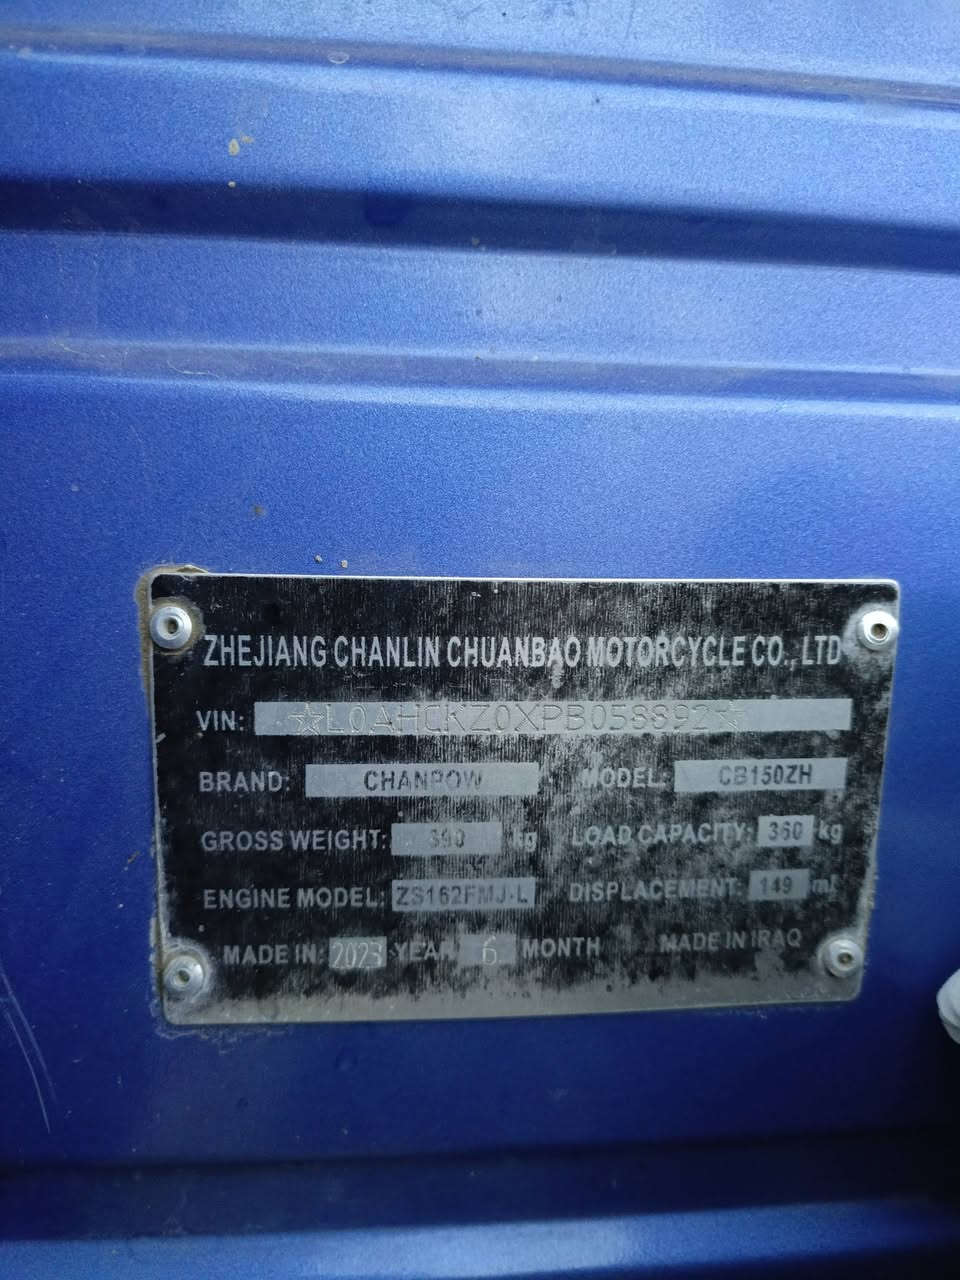 ZHEJIANG CHANLIN CHUANBAO MOTORCYCLE CO., LTD
VIN: ☆L0AHCKZ0XPB058892☆
BRAND: CHANPOW MODEL: CB150ZH
GROSS WEIGHT: kg LOAD CAPACITY: 360 kg
ENGINE MODEL: ZS162FMJ-L DISPLACEMENT: 149 ml
MADE IN: 2023 YEAR 6 MONTH MADE IN IRAQ